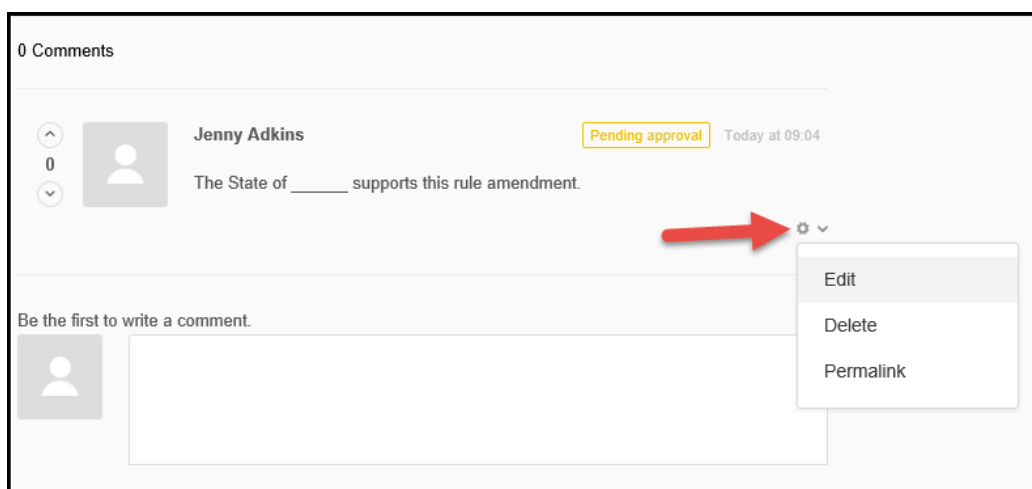 0 Comments
Jenny Adkins Pending approval Today at 09:04
0
The State of ______ supports this rule amendment.
Edit
Be the first to write a comment.
Delete
Permalink